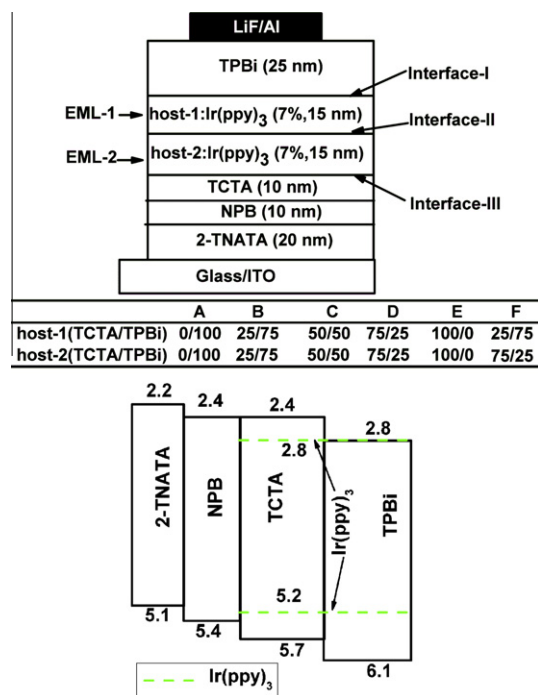 LiF/Al
TPBi (25 nm)
Interface-I
EML-1
host-1:Ir(ppy)3 (7%,15 nm)
Interface-II
EML-2
host-2:Ir(ppy)3 (7%,15 nm)
TCTA (10 nm)
Interface-III
NPB (10 nm)
2-TNATA (20 nm)
Glass/ITO
A B C D E F
host-1(TCTA/TPBi) 0/100 25/75 50/50 75/25 100/0 25/75
host-2(TCTA/TPBi) 0/100 25/75 50/50 75/25 100/0 75/25
2.2
2.4
2.4
2.8
2.8
2-TNATA
NPB
TCTA
Ir(ppy)3
TPBi
5.2
5.1
5.4
5.7
6.1
Ir(ppy)3